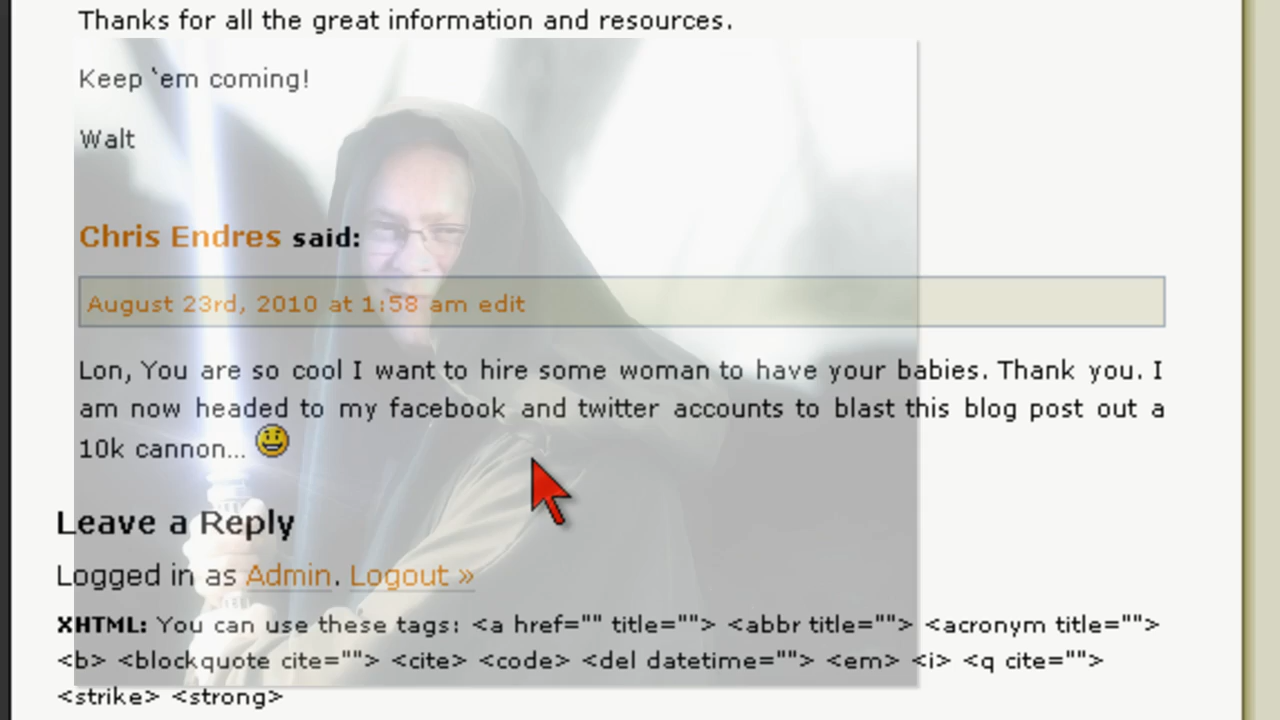 Thanks for all the great information and resources.
Keep `em coming!
Walt
Chris Endres said:
August 23rd, 2010 at 1:58 am edit
Lon, You are so cool I want to hire some woman to have your babies. Thank you. I
am now headed to my facebook and twitter accounts to blast this blog post out a
10k cannon...
Leave a Reply
Logged in as Admin. Logout »
XHTML: You can use these tags: <a href="" title=""> <abbr title=""> <acronym title="">
<b> <blockquote cite=""> <cite> <code> <del datetime=""> <em> <i> <q cite="">
<strike> <strong>